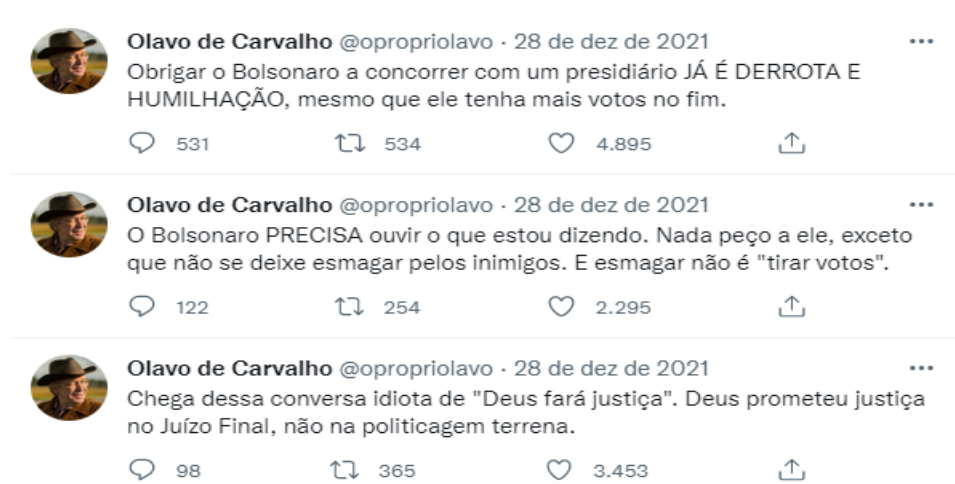 Olavo de Carvalho @opropriolavo · 28 de dez de 2021
Obrigar o Bolsonaro a concorrer com um presidiário JÁ É DERROTA E
HUMILHAÇÃO, mesmo que ele tenha mais votos no fim.
531 534 4.895
Olavo de Carvalho @opropriolavo · 28 de dez de 2021
O Bolsonaro PRECISA ouvir o que estou dizendo. Nada peço a ele, exceto
que não se deixe esmagar pelos inimigos. E esmagar não é "tirar votos".
122 254 2.295
Olavo de Carvalho @opropriolavo · 28 de dez de 2021
Chega dessa conversa idiota de "Deus fará justiça". Deus prometeu justiça
no Juízo Final, não na politicagem terrena.
98 365 3.453